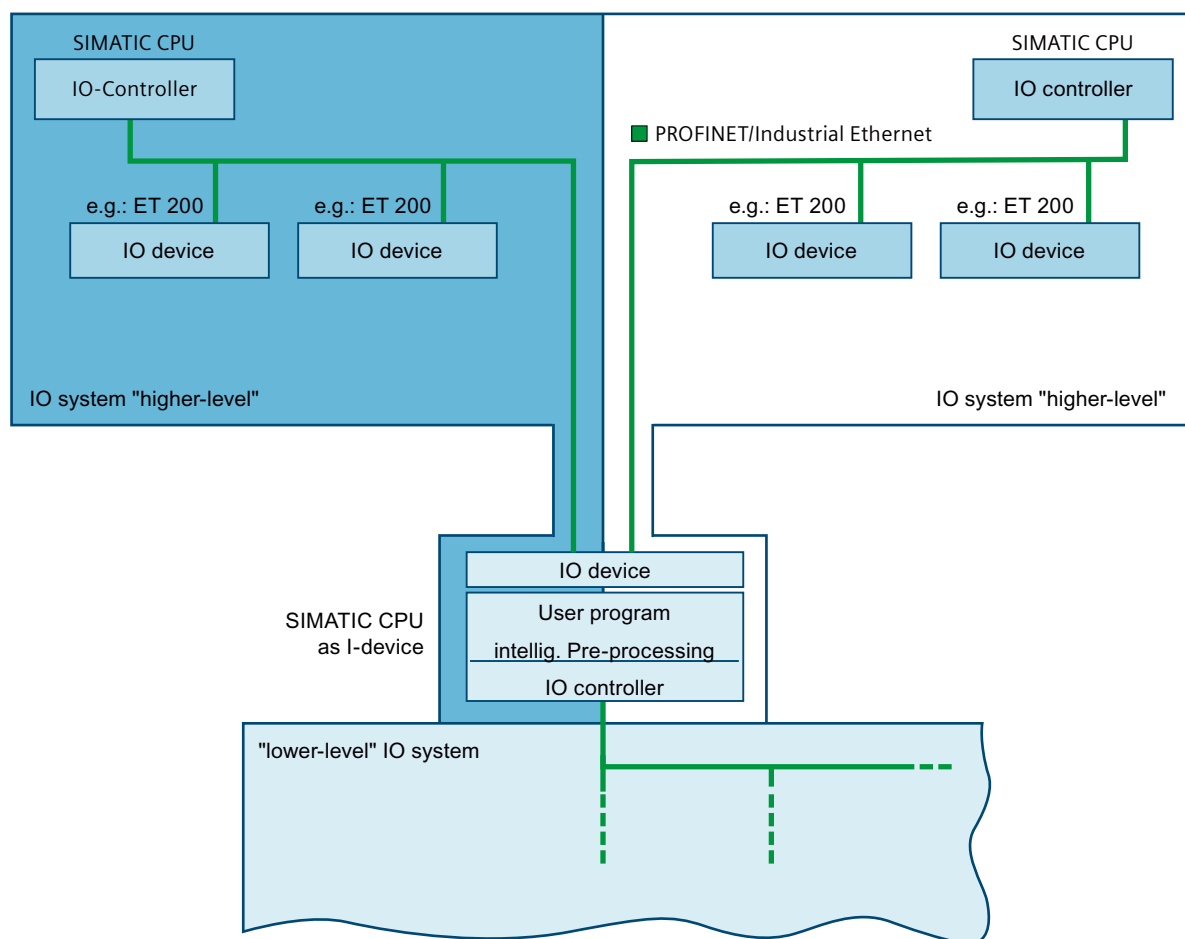 SIMATIC CPU
IO-Controller
e.g.: ET 200
IO device
e.g.: ET 200
IO device
IO system "higher-level"
SIMATIC CPU
IO controller
PROFINET/Industrial Ethernet
e.g.: ET 200
IO device
e.g.: ET 200
IO device
IO system "higher-level"
SIMATIC CPU
as I-device
IO device
User program
intellig. Pre-processing
IO controller
"lower-level" IO system